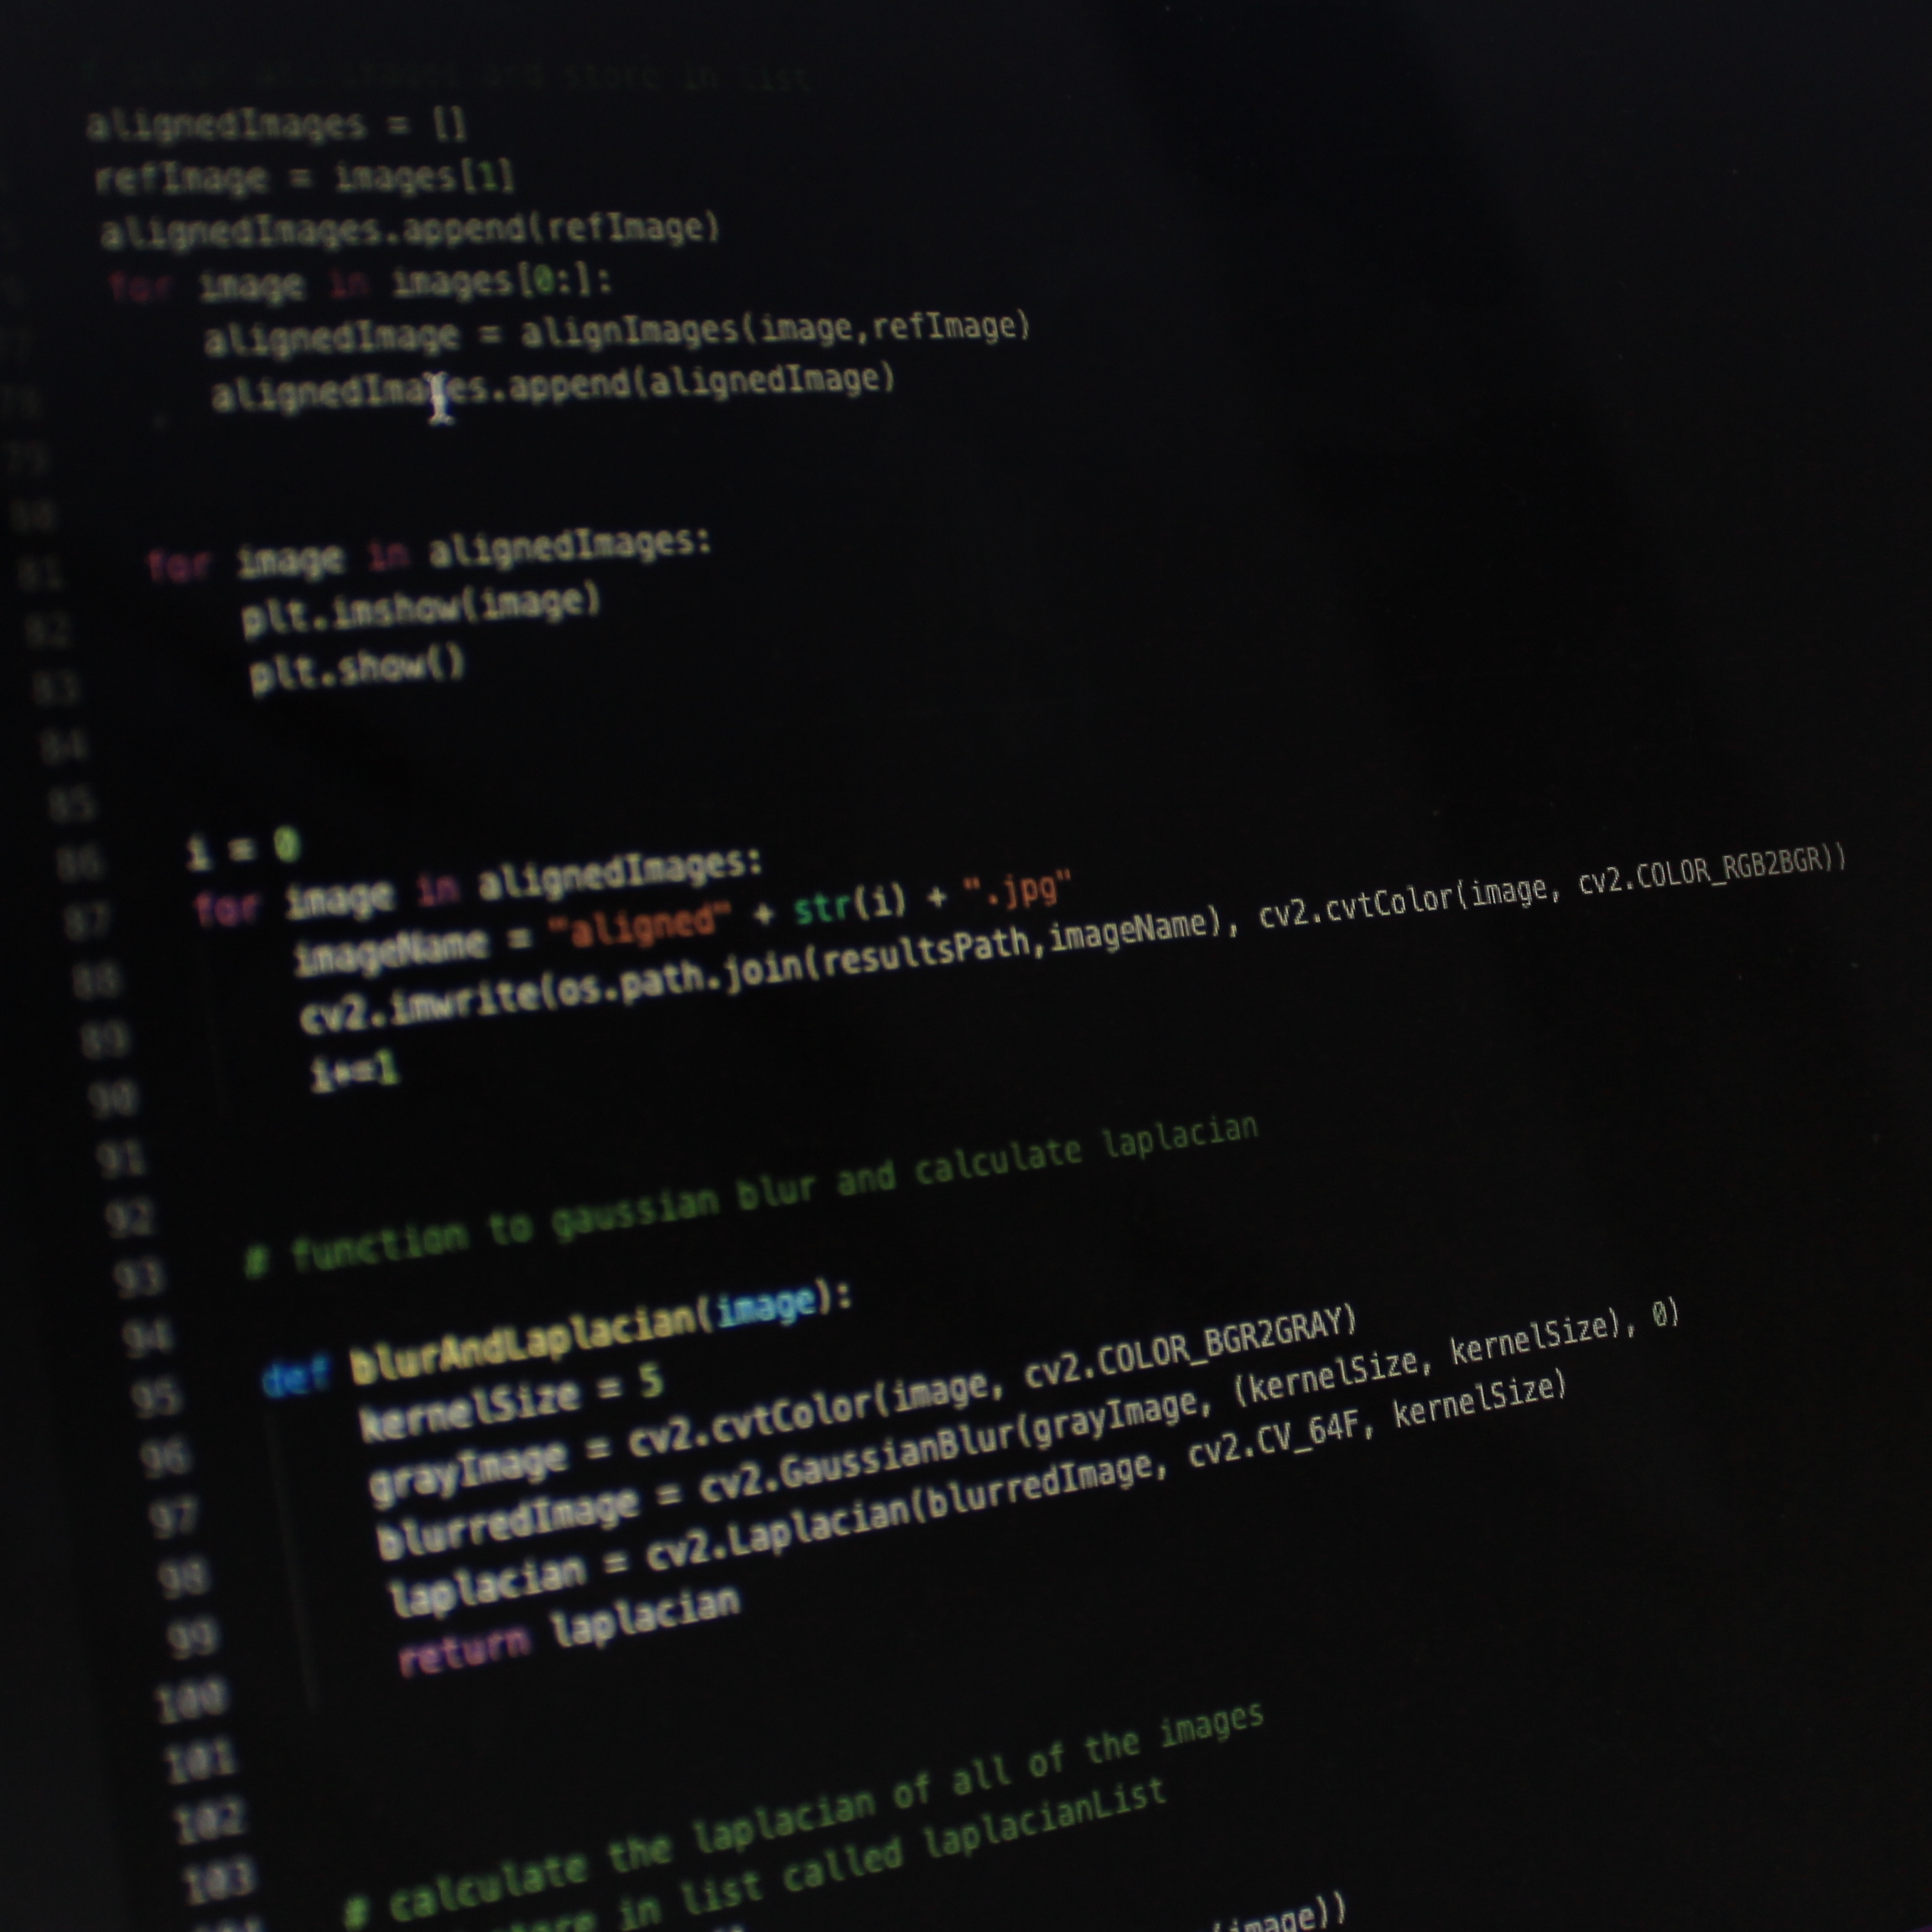 and store in list
alignedImages = []
refImage = images[1]
alignedImages.append(refImage)
for image in images[0:]:
alignedImage = alignImages(image,refImage)
78 alignedImages.append(alignedImage)
79
80
81 for image in alignedImages:
82 plt.imshow(image)
83 plt.show()
84
85
86 i = 0
87 for image in alignedImages:
88 imageName = "aligned" + str(i) + ".jpg"
89 cv2.imwrite(os.path.join(resultsPath,imageName), cv2.cvtColor(image, cv2.COLOR_RGB2BGR))
90 i+=1
91
92
93 # function to gaussian blur and calculate laplacian
94
95 def blurAndLaplacian(image):
96 kernelSize = 5
97 grayImage = cv2.cvtColor(image, cv2.COLOR_BGR2GRAY)
98 blurredImage = cv2.GaussianBlur(grayImage, (kernelSize, kernelSize), 0)
99 laplacian = cv2.Laplacian(blurredImage, cv2.CV_64F, kernelSize)
100 return laplacian
101
102
103 # calculate the laplacian of all of the images
store in list called laplacianList
(image))